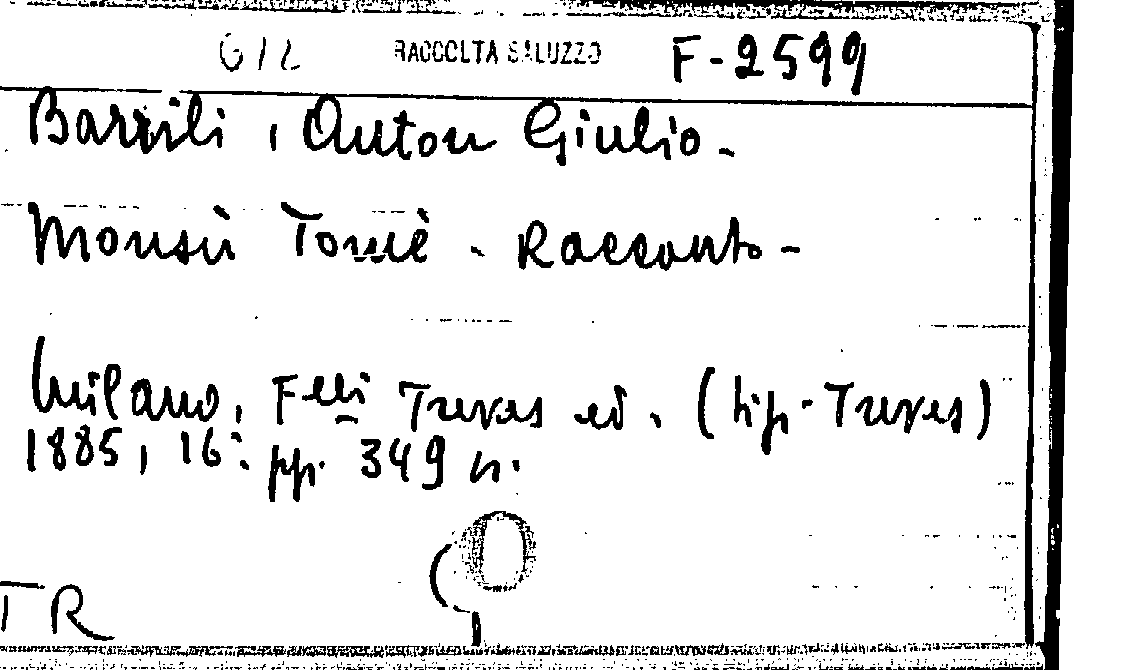 G12 RACCOLTA SALUZZO F-2599
Barrili, Anton Giulio.
Monsù Tomè - Racconto -
Milano, F.lli Treves ed. (tip. Treves)
1885, 16°. pp. 349 n.
TR